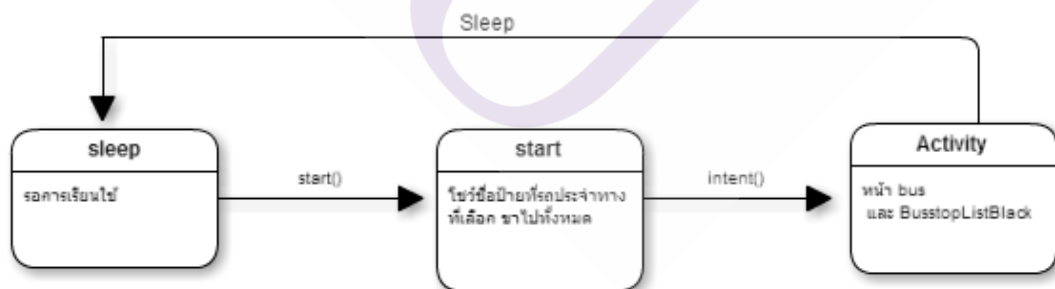 Sleep
sleep
รอการเรียนใช้
start()
start
โชว์ชื่อป้ายที่รถประจำทาง
ที่เลือก ขาไปทั้งหมด
intent()
Activity
หน้า bus
และ BusstopListBlack